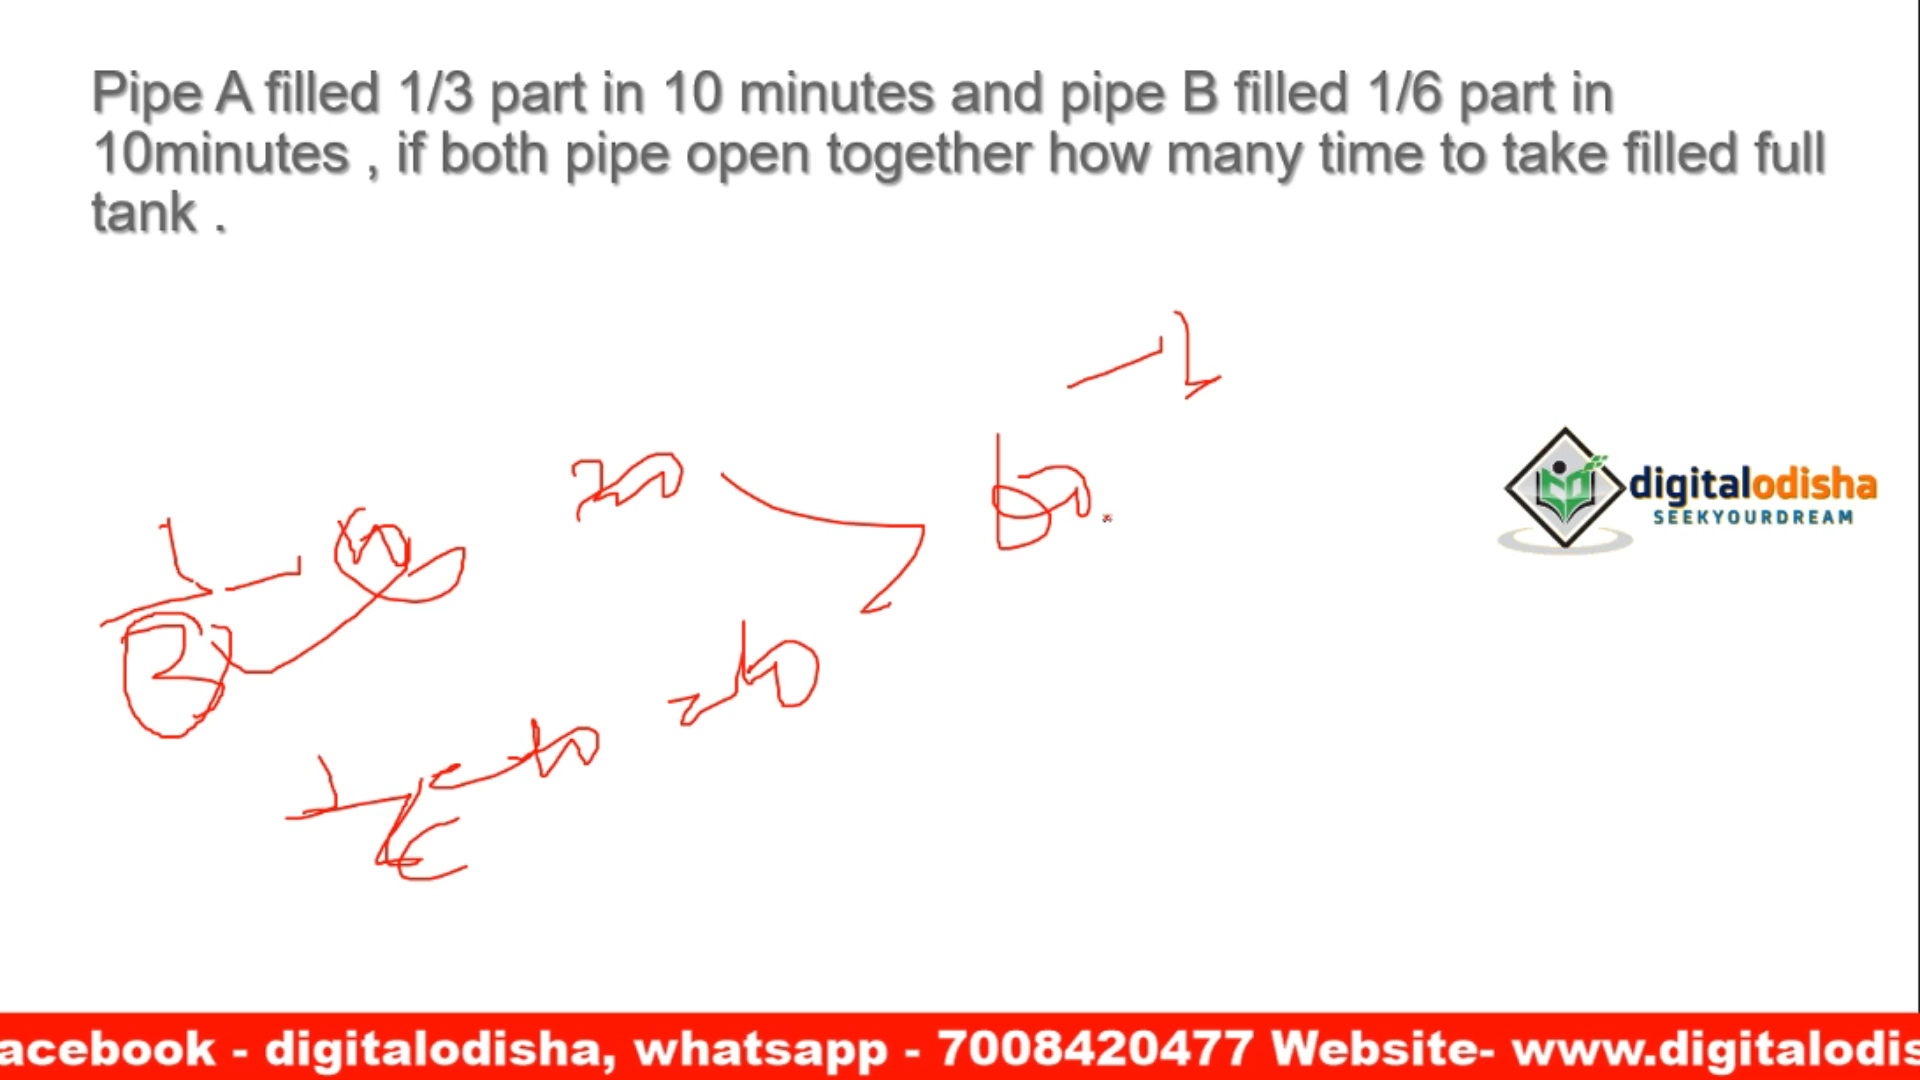 Pipe A filled 1/3 part in 10 minutes and pipe B filled 1/6 part in
10minutes , if both pipe open together how many time to take filled full
tank .
digitalodisha
SEEKYOURDREAM
acebook - digitalodisha, whatsapp - 7008420477 Website- www.digitalodis